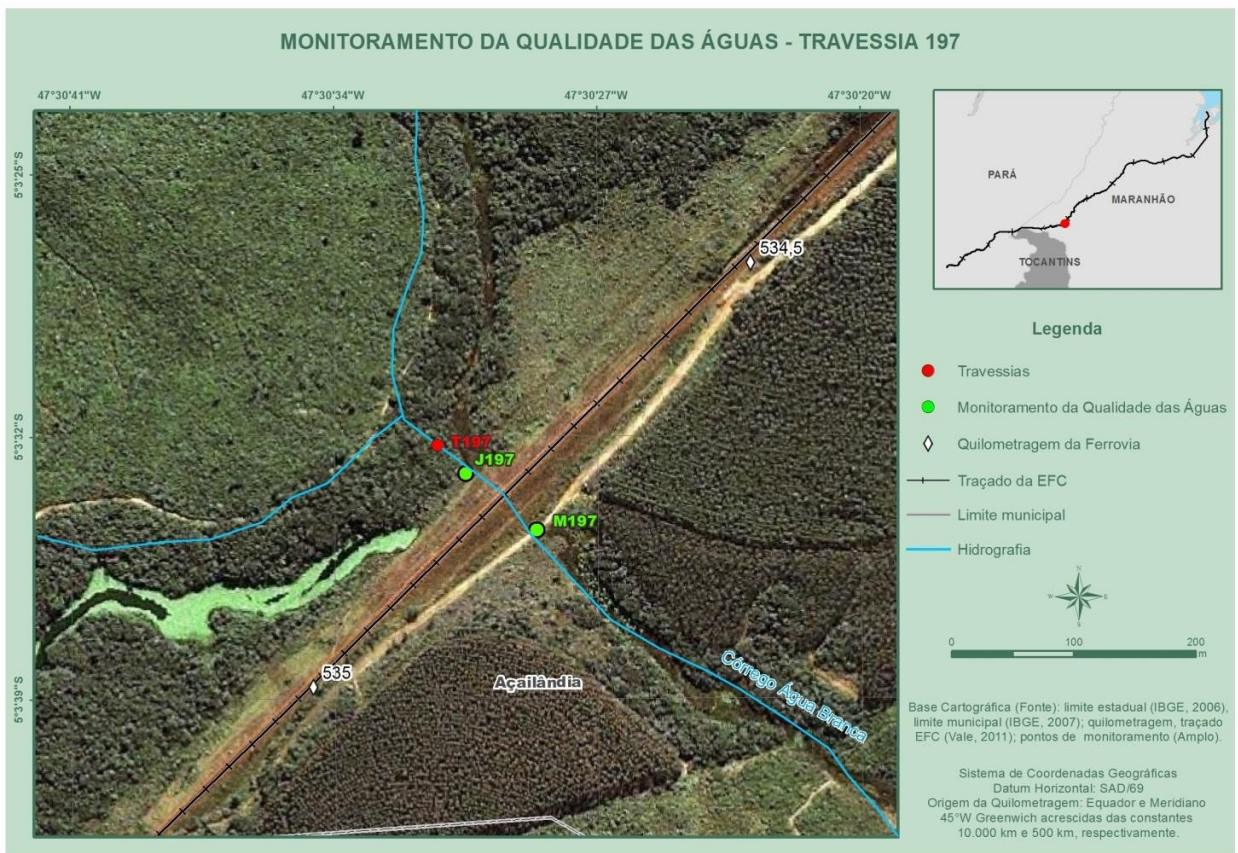 MONITORAMENTO DA QUALIDADE DAS ÁGUAS - TRAVESSIA 197
47°30'41"W
47°30'34"W
47°30'27"W
47°30'20"W
5°3'25"S
5°3'32"S
5°3'39"S
534,5
T197
J197
M197
535
Açailândia
Córrego Água Branca
PARÁ
MARANHÃO
TOCANTINS
Legenda
Travessias
Monitoramento da Qualidade das Águas
Quilometragem da Ferrovia
Traçado da EFC
Limite municipal
Hidrografia
N
W
E
S
0
100
200
m
Base Cartográfica (Fonte): limite estadual (IBGE, 2006),
limite municipal (IBGE, 2007); quilometragem, traçado
EFC (Vale, 2011); pontos de monitoramento (Amplo).
Sistema de Coordenadas Geográficas
Datum Horizontal: SAD/69
Origem da Quilometragem: Equador e Meridiano
45°W Greenwich acrescidas das constantes
10.000 km e 500 km, respectivamente.